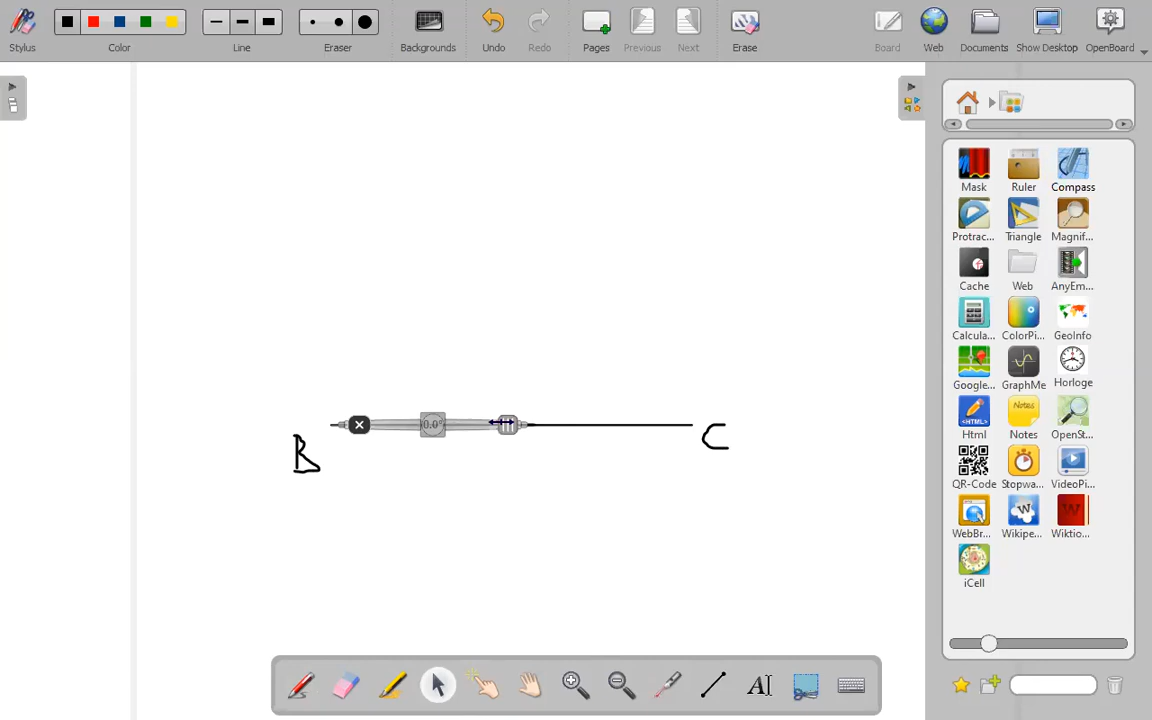 Stylus Color Line Eraser Backgrounds Undo Redo Pages Previous Next Erase Board Web Documents Show Desktop OpenBoard
Mask Ruler Compass
Protrac... Triangle Magnif...
Cache Web AnyEm...
Calcula... ColorPi... GeoInfo
Google... GraphMe Horloge
Html Notes OpenSt...
QR-Code Stopwa... VideoPi...
WebBr... Wikipe... Wiktio...
iCell
0.0°
B
C